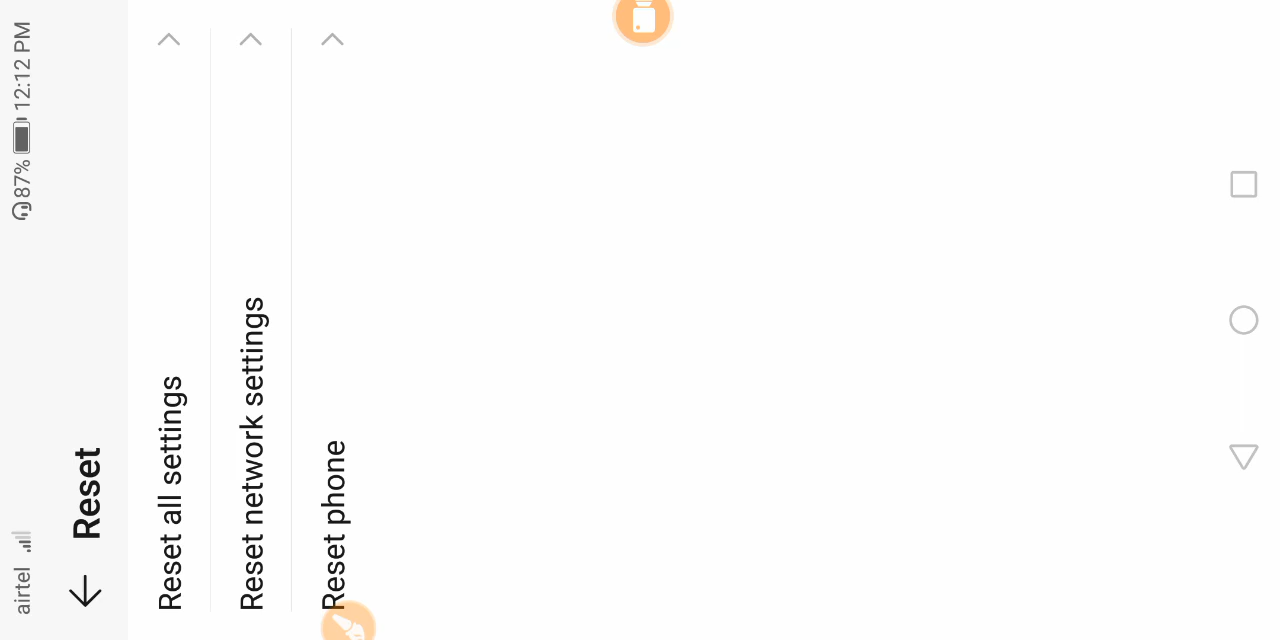 airtel 87% 12:12 PM
Reset
Reset all settings
Reset network settings
Reset phone